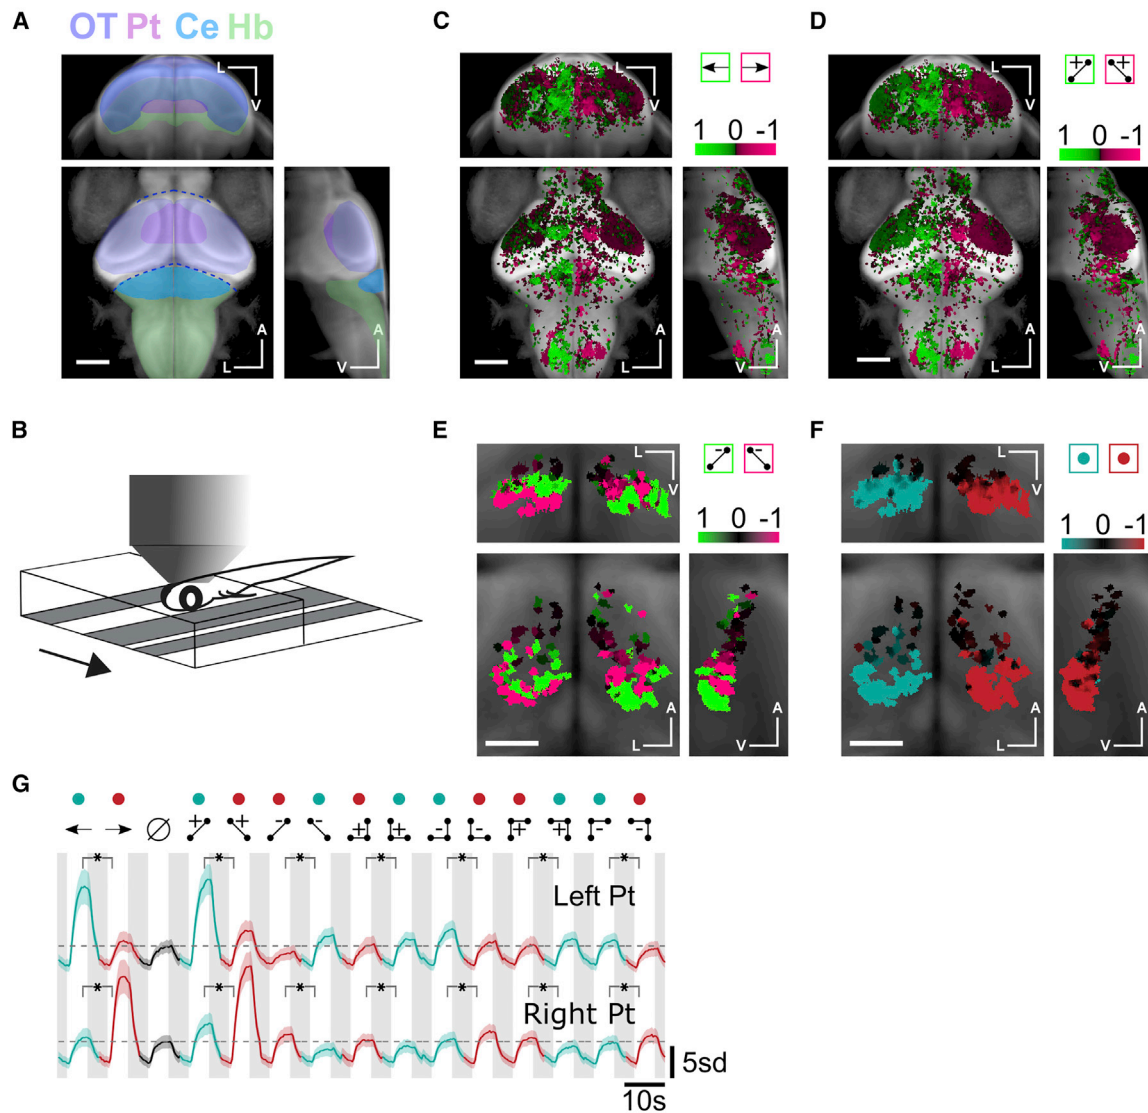 A
OT Pt Ce Hb
L
V
A
L
A
V
C
L
V
1 0 -1
A
L
A
V
D
L
V
+ +
1 0 -1
A
L
A
V
B
E
L
V
- -
1 0 -1
A
L
A
V
F
L
V
1 0 -1
A
L
A
V
G
+ + - - + + - - + + - -
* * * * * * *
Left Pt
* * * * * * *
Right Pt
5sd
10s